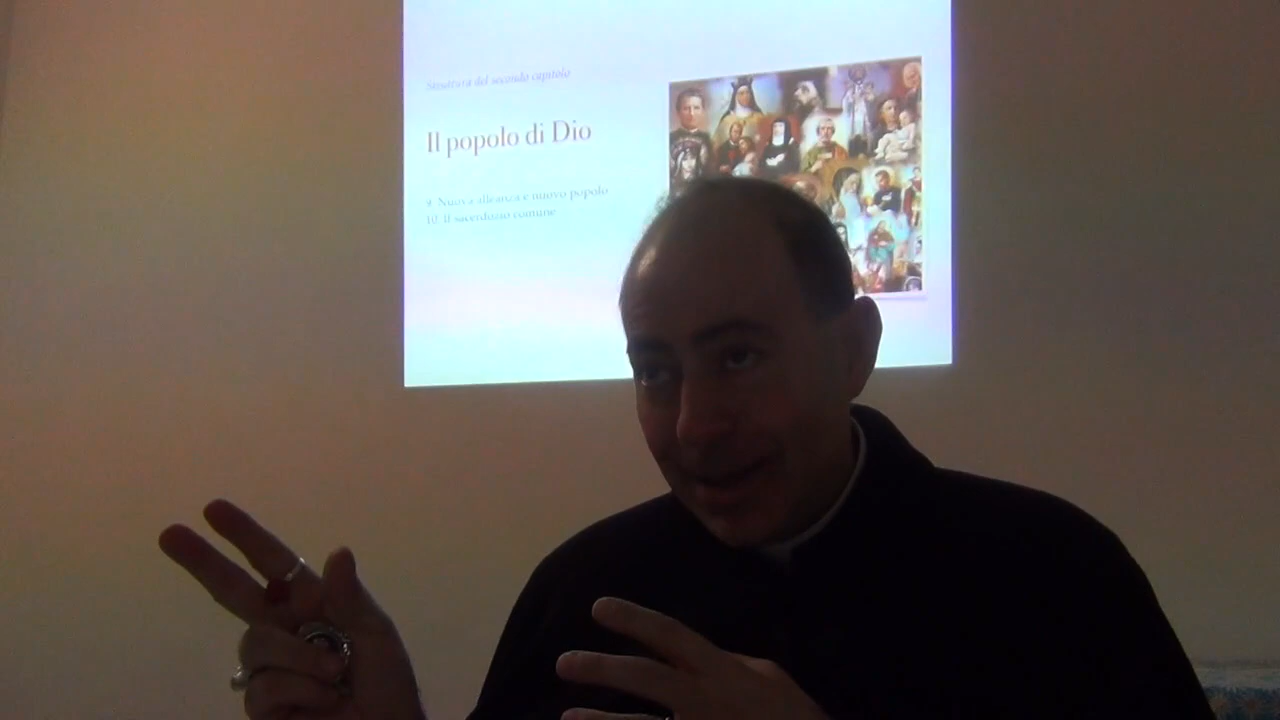 Struttura del secondo capitolo
Il popolo di Dio
9. Nuova alleanza e nuovo popolo
10. Il sacerdozio comune